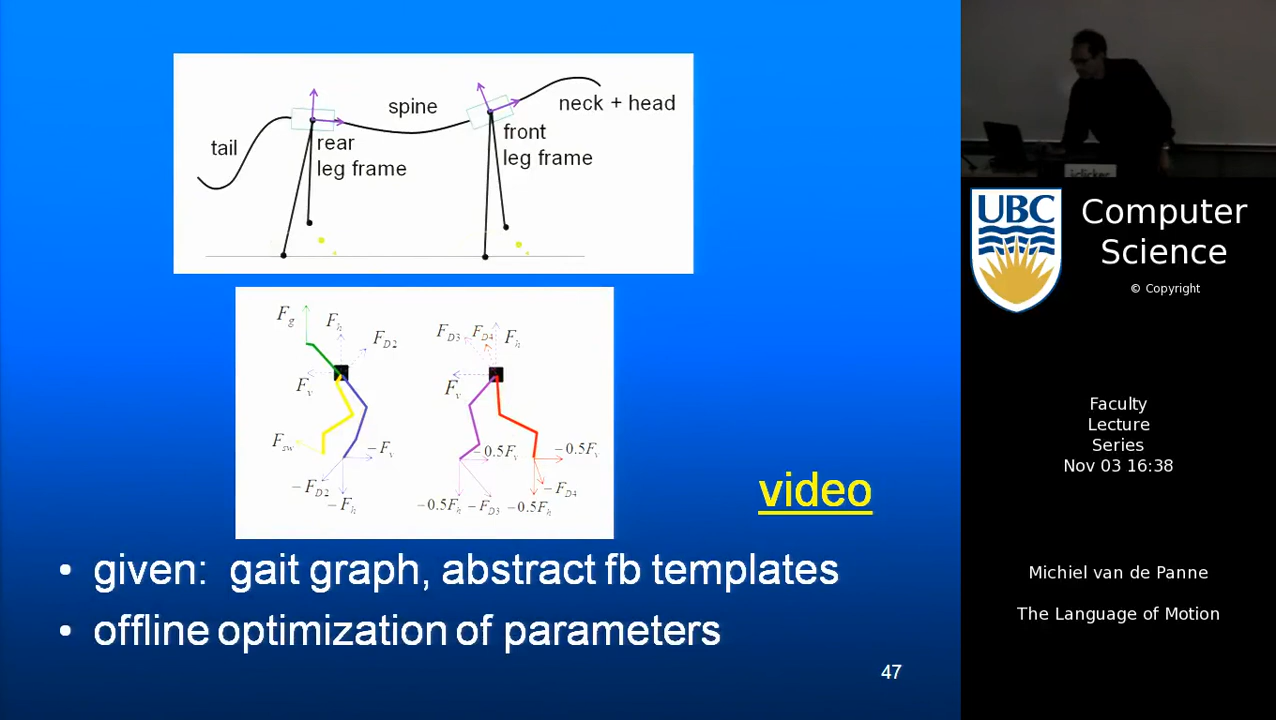 tail
rear
leg frame
spine
front
leg frame
neck + head
F_g
F_h
F_D2
F_v
F_sw
-F_v
-F_D2
-F_h
F_D3
F_D4
F_h
F_v
-0.5F_v
-0.5F_v
-F_D4
-0.5F_h
-F_D3
-0.5F_h
video
• given: gait graph, abstract fb templates
• offline optimization of parameters
47
iclicker
UBC
Computer
Science
© Copyright
Faculty
Lecture
Series
Nov 03 16:38
Michiel van de Panne
The Language of Motion